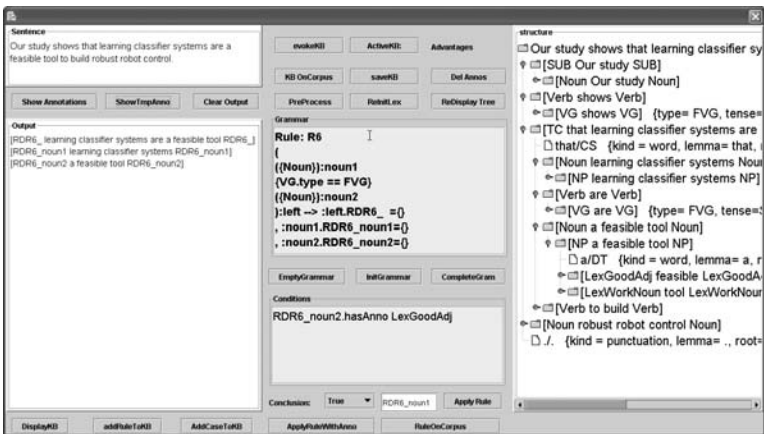 Sentence
Our study shows that learning classifier systems are a
feasible tool to build robust robot control.
Show Annotations
ShowTmpAnno
Clear Output
Output
[RDR6_ learning classifier systems are a feasible tool RDR6_]
[RDR6_noun1 learning classifier systems RDR6_noun1]
[RDR6_noun2 a feasible tool RDR6_noun2]
DisplayKB
addRuleToKB
AddCaseToKB
evokeKB
ActiveKB:
Advantages
KB OnCorpus
saveKB
Del Annos
PreProcess
ReInitLex
ReDisplay Tree
Grammar
Rule: R6
(
({Noun}):noun1
{VG.type == FVG}
({Noun}):noun2
):left --> :left.RDR6_ ={}
, :noun1.RDR6_noun1={}
, :noun2.RDR6_noun2={}
EmptyGrammar
InitGrammar
CompleteGram
Conditions
RDR6_noun2.hasAnno LexGoodAdj
Conclusion:
True
RDR6_noun1
Apply Rule
ApplyRuleWithAnno
RuleOnCorpus
structure
Our study shows that learning classifier sy
[SUB Our study SUB]
[Noun Our study Noun]
[Verb shows Verb]
[VG shows VG] {type= FVG, tense=
[TC that learning classifier systems are
that/CS {kind = word, lemma= that,
[Noun learning classifier systems Nou
[NP learning classifier systems NP]
[Verb are Verb]
[VG are VG] {type= FVG, tense=
[Noun a feasible tool Noun]
[NP a feasible tool NP]
a/DT {kind = word, lemma= a, r
[LexGoodAdj feasible LexGoodA
[LexWorkNoun tool LexWorkNour
[Verb to build Verb]
[Noun robust robot control Noun]
./. {kind = punctuation, lemma= ., root=